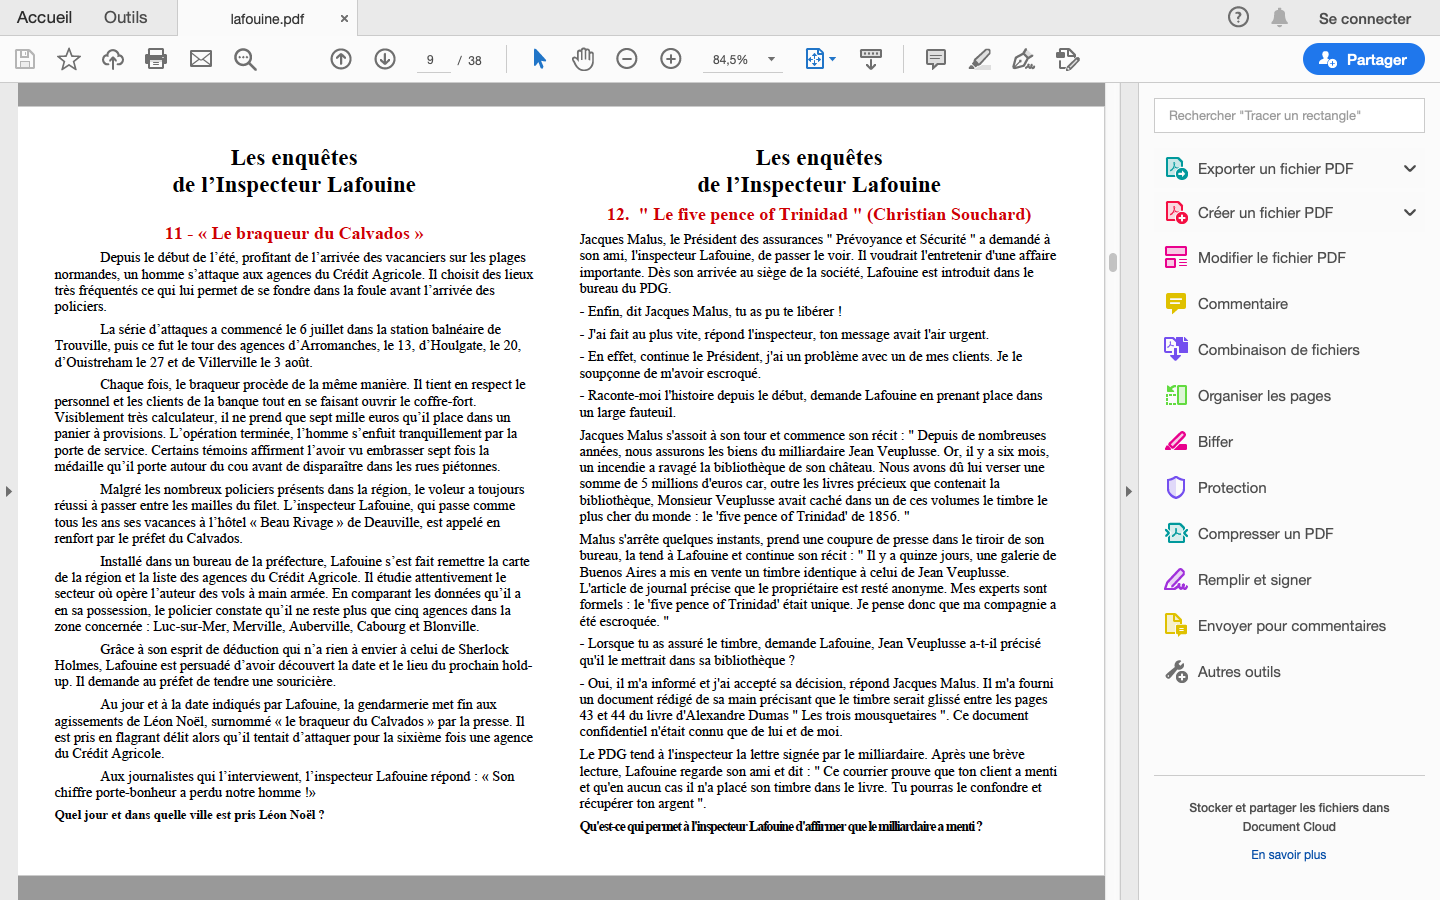 Accueil
Outils
lafouine.pdf
×
?
Se connecter
9 / 38
84,5%
Partager
Les enquêtes
de l’Inspecteur Lafouine
11 - « Le braqueur du Calvados »
Depuis le début de l’été, profitant de l’arrivée des vacanciers sur les plages
normandes, un homme s’attaque aux agences du Crédit Agricole. Il choisit des lieux
très fréquentés ce qui lui permet de se fondre dans la foule avant l’arrivée des
policiers.
La série d’attaques a commencé le 6 juillet dans la station balnéaire de
Trouville, puis ce fut le tour des agences d’Arromanches, le 13, d’Houlgate, le 20,
d’Ouistreham le 27 et de Villerville le 3 août.
Chaque fois, le braqueur procède de la même manière. Il tient en respect le
personnel et les clients de la banque tout en se faisant ouvrir le coffre-fort.
Visiblement très calculateur, il ne prend que sept mille euros qu’il place dans un
panier à provisions. L’opération terminée, l’homme s’enfuit tranquillement par la
porte de service. Certains témoins affirment l’avoir vu embrasser sept fois la
médaille qu’il porte autour du cou avant de disparaître dans les rues piétonnes.
Malgré les nombreux policiers présents dans la région, le voleur a toujours
réussi à passer entre les mailles du filet. L’inspecteur Lafouine, qui passe comme
tous les ans ses vacances à l’hôtel « Beau Rivage » de Deauville, est appelé en
renfort par le préfet du Calvados.
Installé dans un bureau de la préfecture, Lafouine s’est fait remettre la carte
de la région et la liste des agences du Crédit Agricole. Il étudie attentivement le
secteur où opère l’auteur des vols à main armée. En comparant les données qu’il a
en sa possession, le policier constate qu’il ne reste plus que cinq agences dans la
zone concernée : Luc-sur-Mer, Merville, Auberville, Cabourg et Blonville.
Grâce à son esprit de déduction qui n’a rien à envier à celui de Sherlock
Holmes, Lafouine est persuadé d’avoir découvert la date et le lieu du prochain hold-
up. Il demande au préfet de tendre une souricière.
Au jour et à la date indiqués par Lafouine, la gendarmerie met fin aux
agissements de Léon Noël, surnommé « le braqueur du Calvados » par la presse. Il
est pris en flagrant délit alors qu’il tentait d’attaquer pour la sixième fois une agence
du Crédit Agricole.
Aux journalistes qui l’interviewent, l’inspecteur Lafouine répond : « Son
chiffre porte-bonheur a perdu notre homme !»
Quel jour et dans quelle ville est pris Léon Noël ?
Les enquêtes
de l’Inspecteur Lafouine
12. " Le five pence of Trinidad " (Christian Souchard)
Jacques Malus, le Président des assurances " Prévoyance et Sécurité " a demandé à
son ami, l'inspecteur Lafouine, de passer le voir. Il voudrait l'entretenir d'une affaire
importante. Dès son arrivée au siège de la société, Lafouine est introduit dans le
bureau du PDG.
- Enfin, dit Jacques Malus, tu as pu te libérer !
- J'ai fait au plus vite, répond l'inspecteur, ton message avait l'air urgent.
- En effet, continue le Président, j'ai un problème avec un de mes clients. Je le
soupçonne de m'avoir escroqué.
- Raconte-moi l'histoire depuis le début, demande Lafouine en prenant place dans
un large fauteuil.
Jacques Malus s'assoit à son tour et commence son récit : " Depuis de nombreuses
années, nous assurons les biens du milliardaire Jean Veuplusse. Or, il y a six mois,
un incendie a ravagé la bibliothèque de son château. Nous avons dû lui verser une
somme de 5 millions d'euros car, outre les livres précieux que contenait la
bibliothèque, Monsieur Veuplusse avait caché dans un de ces volumes le timbre le
plus cher du monde : le 'five pence of Trinidad' de 1856. "
Malus s'arrête quelques instants, prend une coupure de presse dans le tiroir de son
bureau, la tend à Lafouine et continue son récit : " Il y a quinze jours, une galerie de
Buenos Aires a mis en vente un timbre identique à celui de Jean Veuplusse.
L'article de journal précise que le propriétaire est resté anonyme. Mes experts sont
formels : le 'five pence of Trinidad' était unique. Je pense donc que ma compagnie a
été escroquée. "
- Lorsque tu as assuré le timbre, demande Lafouine, Jean Veuplusse a-t-il précisé
qu'il le mettrait dans sa bibliothèque ?
- Oui, il m'a informé et j'ai accepté sa décision, répond Jacques Malus. Il m'a fourni
un document rédigé de sa main précisant que le timbre serait glissé entre les pages
43 et 44 du livre d'Alexandre Dumas " Les trois mousquetaires ". Ce document
confidentiel n'était connu que de lui et de moi.
Le PDG tend à l'inspecteur la lettre signée par le milliardaire. Après une brève
lecture, Lafouine regarde son ami et dit : " Ce courrier prouve que ton client a menti
et qu'en aucun cas il n'a placé son timbre dans le livre. Tu pourras le confondre et
récupérer ton argent ".
Qu'est-ce qui permet à l'inspecteur Lafouine d'affirmer que le milliardaire a menti ?
Rechercher "Tracer un rectangle"
Exporter un fichier PDF
Créer un fichier PDF
Modifier le fichier PDF
Commentaire
Combinaison de fichiers
Organiser les pages
Biffer
Protection
Compresser un PDF
Remplir et signer
Envoyer pour commentaires
Autres outils
Stocker et partager les fichiers dans
Document Cloud
En savoir plus